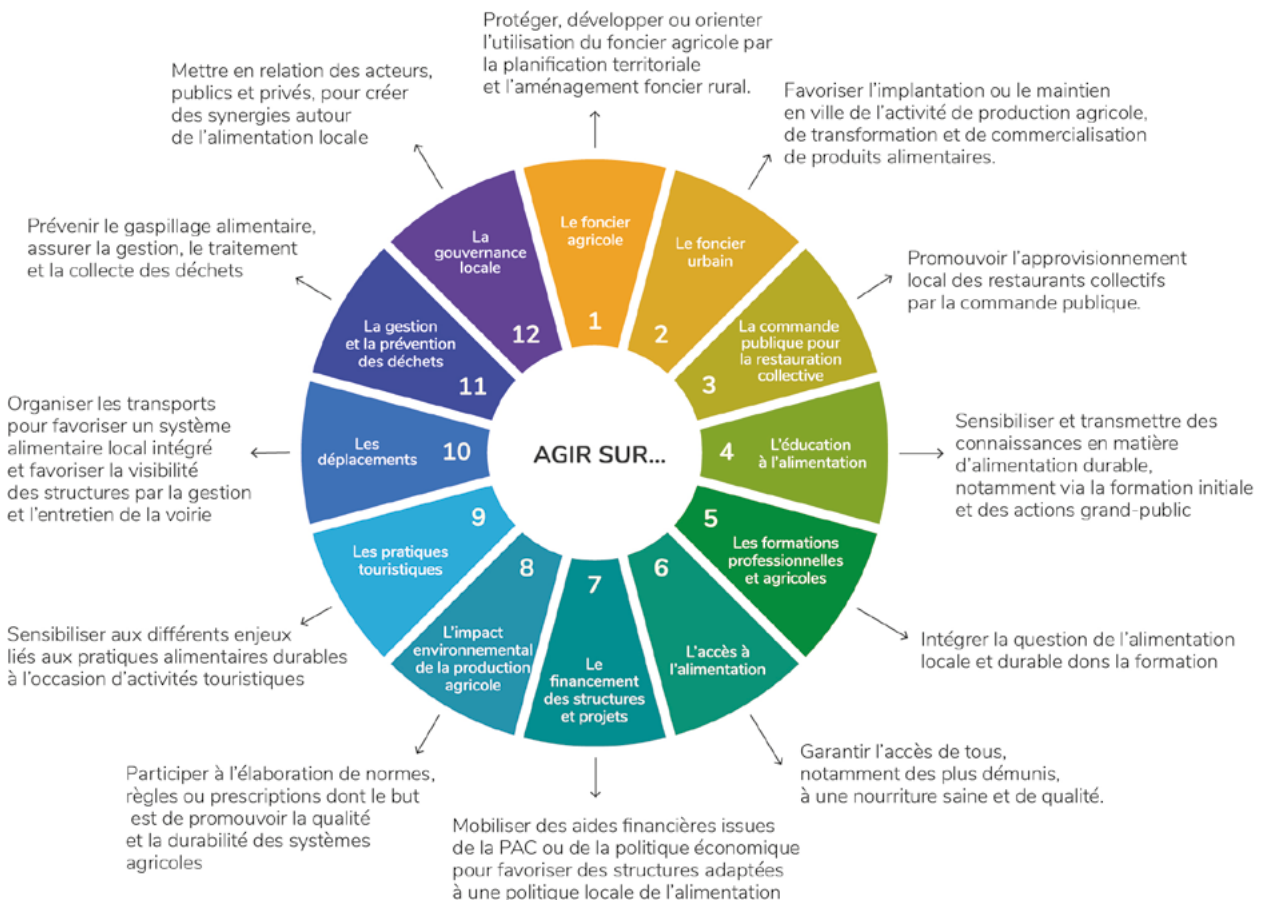 Protéger, développer ou orienter
l'utilisation du foncier agricole par
la planification territoriale
et l'aménagement foncier rural.
Favoriser l'implantation ou le maintien
en ville de l'activité de production agricole,
de transformation et de commercialisation
de produits alimentaires.
Promouvoir l'approvisionnement
local des restaurants collectifs
par la commande publique.
Sensibiliser et transmettre des
connaissances en matière
d'alimentation durable,
notamment via la formation initiale
et des actions grand-public
Intégrer la question de l'alimentation
locale et durable dons la formation
Garantir l'accès de tous,
notamment des plus démunis,
à une nourriture saine et de qualité.
Mobiliser des aides financières issues
de la PAC ou de la politique économique
pour favoriser des structures adaptées
à une politique locale de l'alimentation
Participer à l'élaboration de normes,
règles ou prescriptions dont le but
est de promouvoir la qualité
et la durabilité des systèmes
agricoles
Sensibiliser aux différents enjeux
liés aux pratiques alimentaires durables
à l'occasion d'activités touristiques
Organiser les transports
pour favoriser un système
alimentaire local intégré
et favoriser la visibilité
des structures par la gestion
et l'entretien de la voirie
Prévenir le gaspillage alimentaire,
assurer la gestion, le traitement
et la collecte des déchets
Mettre en relation des acteurs,
publics et privés, pour créer
des synergies autour
de l'alimentation locale
Le foncier
agricole
1
Le foncier
urbain
2
La commande
publique pour
la restauration
collective
3
L'éducation
à l'alimentation
4
5
Les formations
professionnelles
et agricoles
6
L'accès à
l'alimentation
7
Le
financement
des structures
et projets
8
L'impact
environnemental
de la production
agricole
9
Les pratiques
touristiques
Les
déplacements
10
La gestion
et la prévention
des déchets
11
La
gouvernance
locale
12
AGIR SUR...